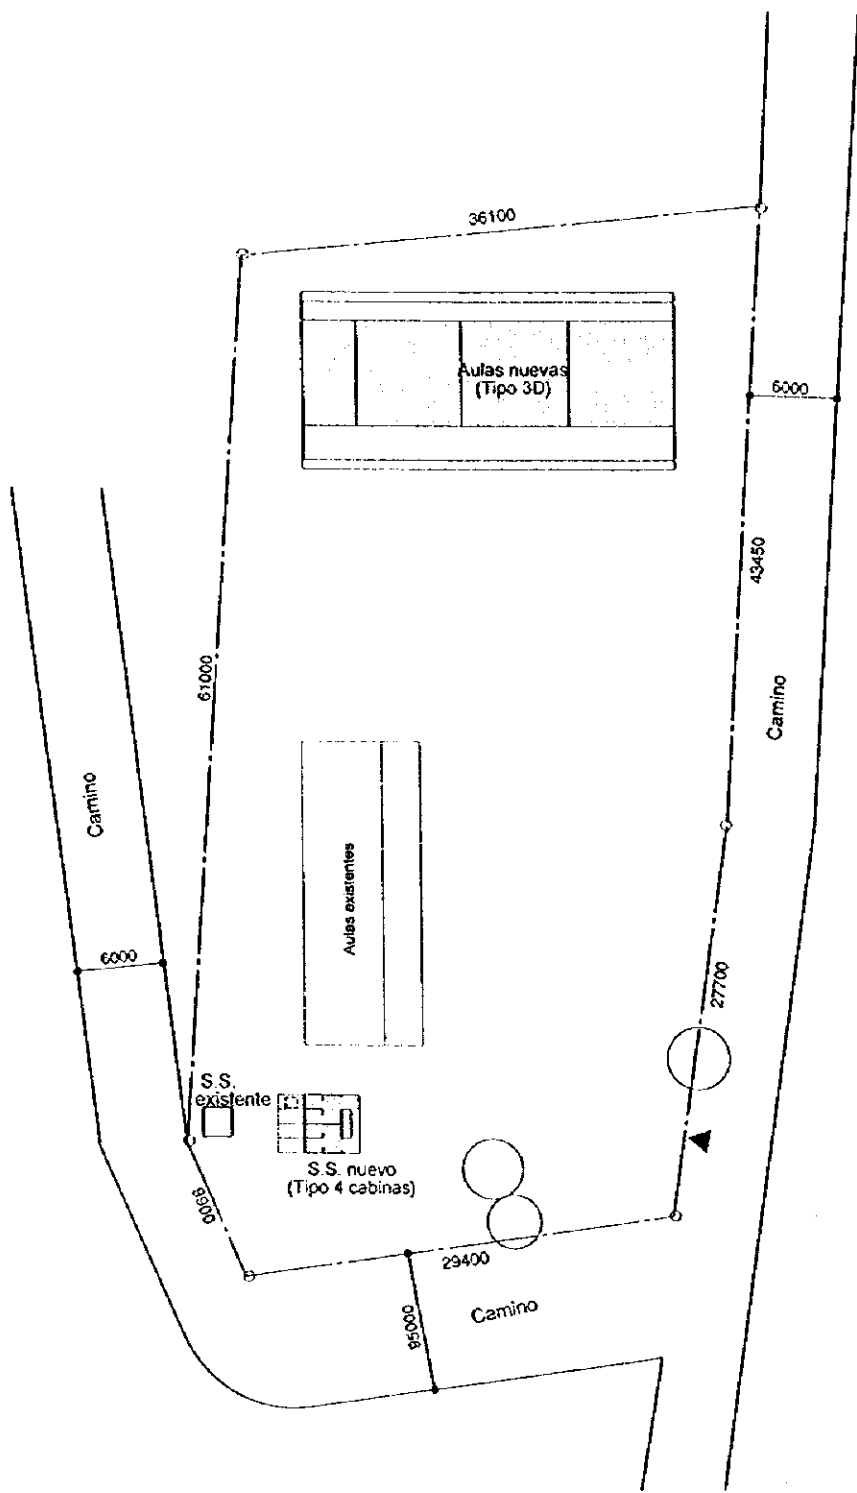 36100
Aulas nuevas
(Tipo 3D)
6000
43450
61000
Camino
Camino
Aulas existentes
6000
27700
S.S.
existente
S.S. nuevo
(Tipo 4 cabinas)
9900
29400
Camino
95000